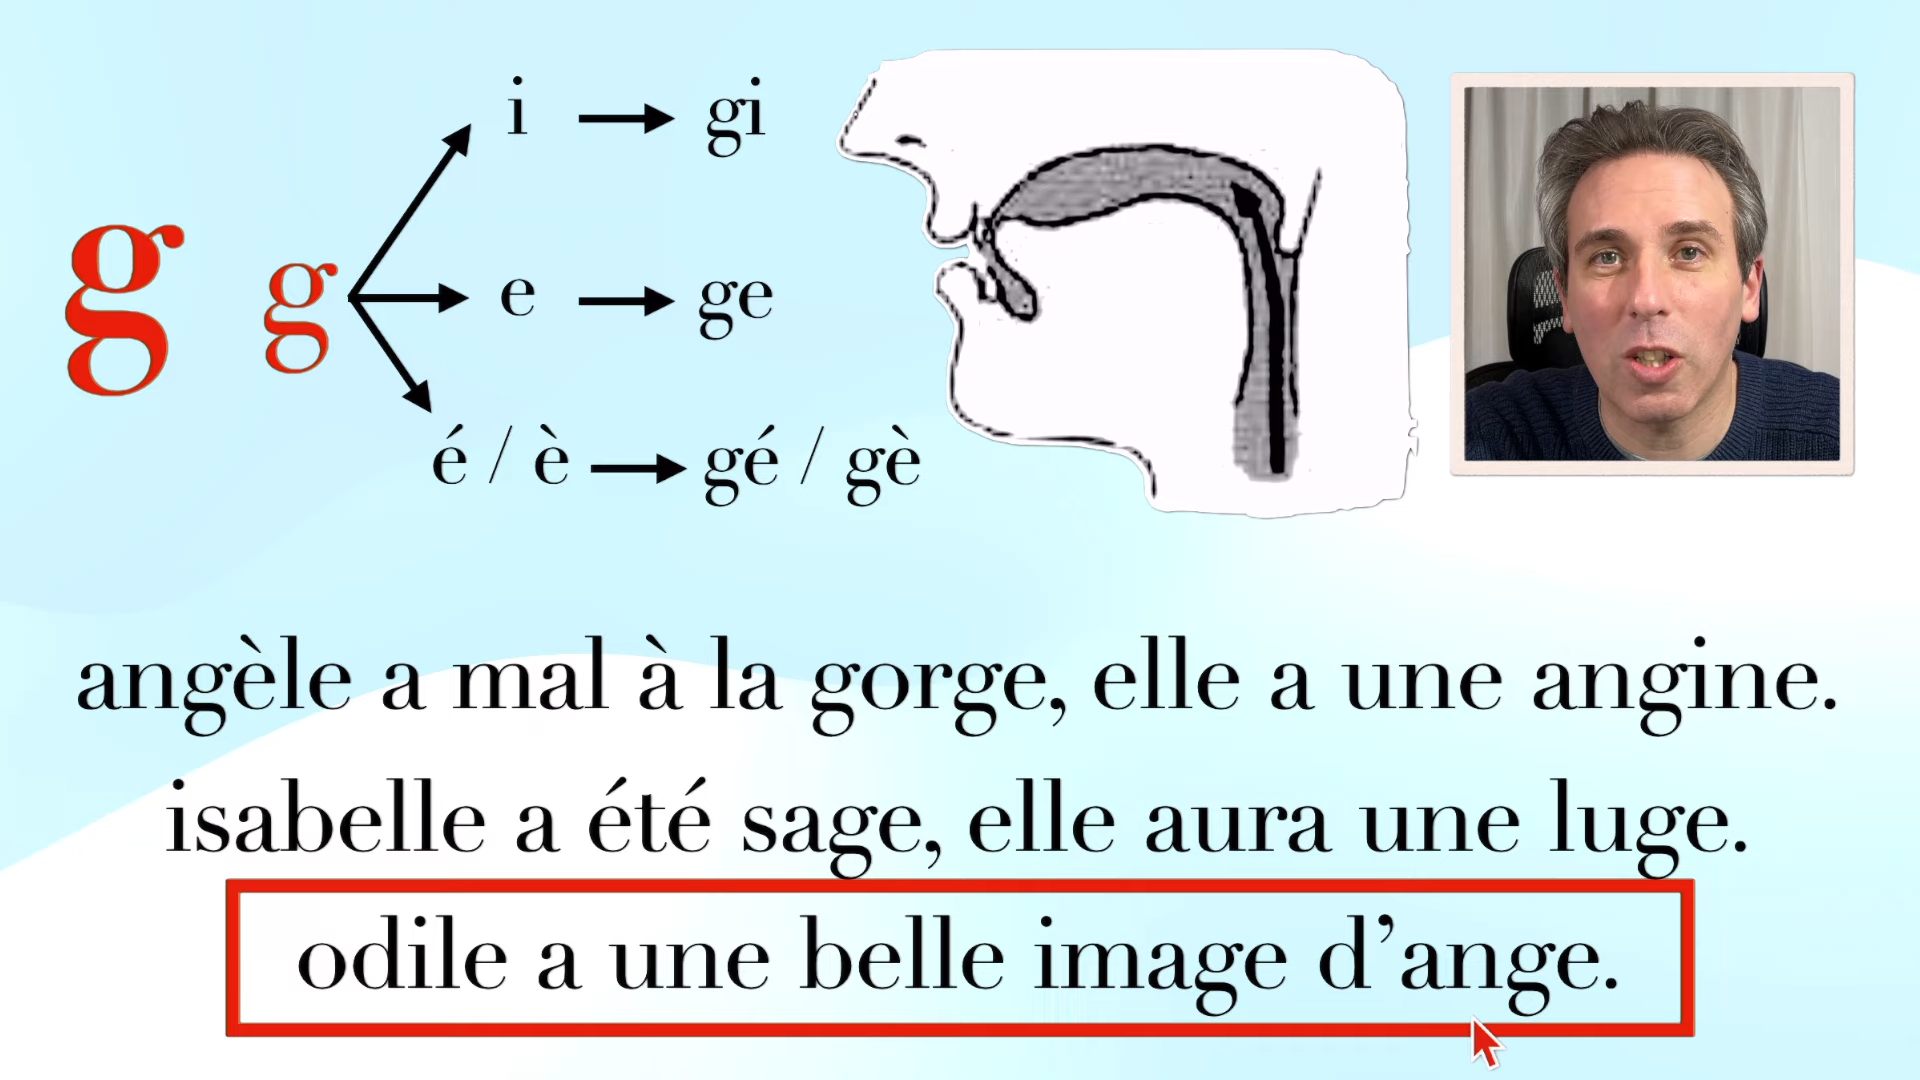 g g
i gi
e ge
é / è gé / gè
angèle a mal à la gorge, elle a une angine.
isabelle a été sage, elle aura une luge.
odile a une belle image d’ange.